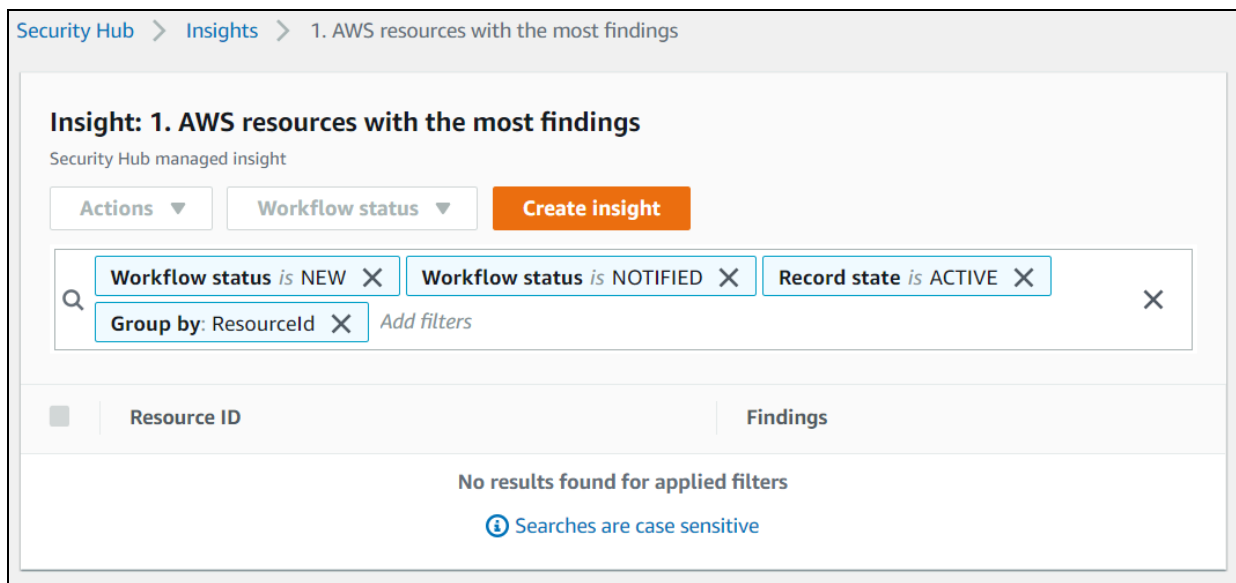 Security Hub > Insights > 1. AWS resources with the most findings
Insight: 1. AWS resources with the most findings
Security Hub managed insight
Actions ▼ Workflow status ▼ Create insight
Workflow status is NEW X Workflow status is NOTIFIED X Record state is ACTIVE X
Group by: ResourceId X Add filters
Resource ID Findings
No results found for applied filters
Searches are case sensitive